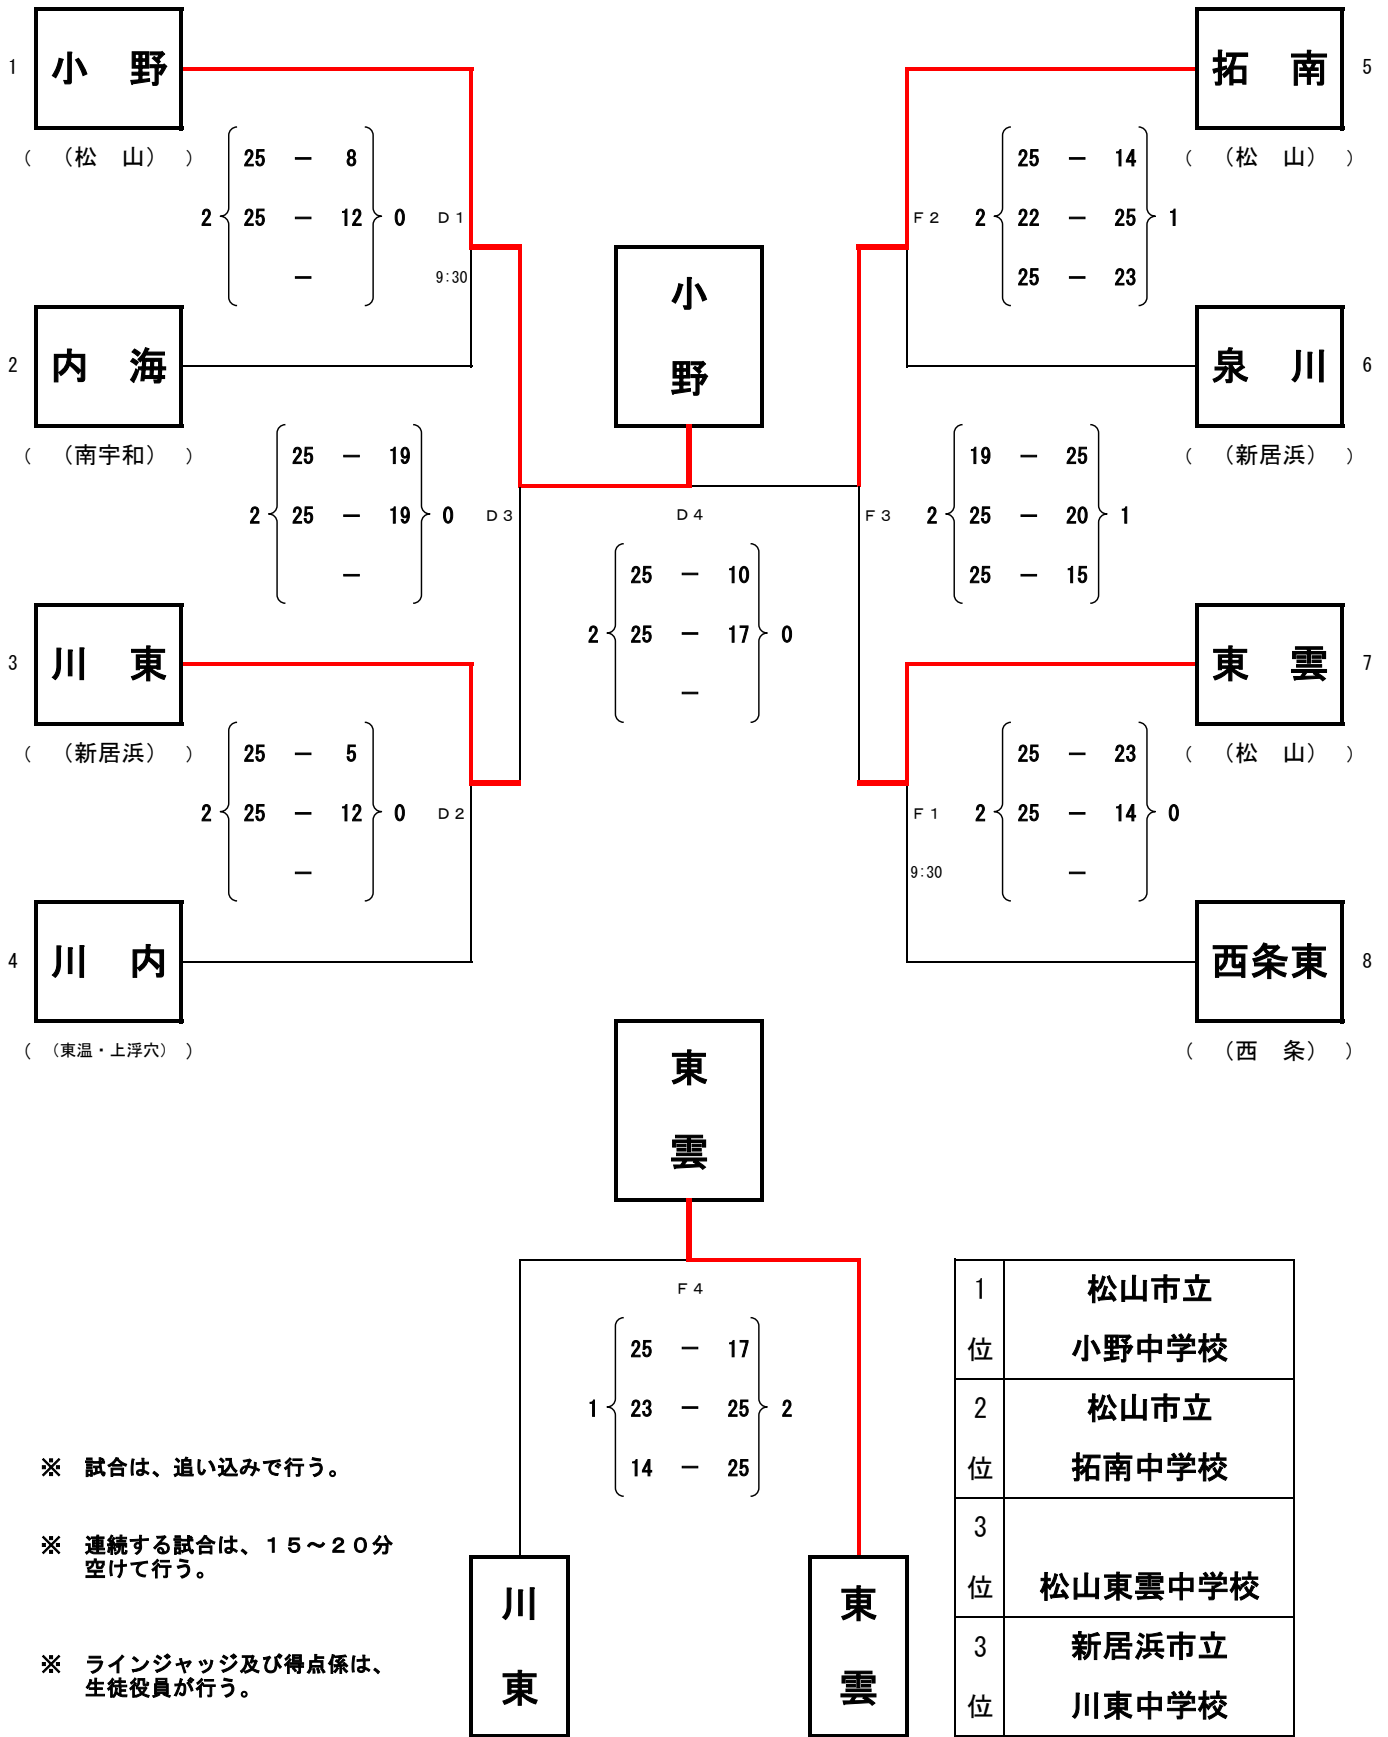 1
小　野
(　（松　山）　)
2
内　海
(　（南宇和）　)
3
川　東
(　（新居浜）　)
4
川　内
(　（東温・上浮穴）　)
5
拓　南
(　（松　山）　)
6
泉　川
(　（新居浜）　)
7
東　雲
(　（松　山）　)
8
西条東
(　（西　条）　)
25 － 8
2 25 － 12 0 Ｄ１
－ 9:30
25 － 19
2 25 － 19 0 Ｄ３
－
25 － 5
2 25 － 12 0 Ｄ２
－
小
野
Ｄ４
25 － 10
2 25 － 17 0
－
25 － 14
Ｆ２ 2 22 － 25 1
25 － 23
19 － 25
Ｆ３ 2 25 － 20 1
25 － 15
25 － 23
Ｆ１ 2 25 － 14 0
9:30 －
東
雲
Ｆ４
25 － 17
1 23 － 25 2
14 － 25
川
東
東
雲
※　試合は、追い込みで行う。
※　連続する試合は、１５～２０分
空けて行う。
※　ラインジャッジ及び得点係は、
生徒役員が行う。
1 松山市立
位 小野中学校
2 松山市立
位 拓南中学校
3
位 松山東雲中学校
3 新居浜市立
位 川東中学校